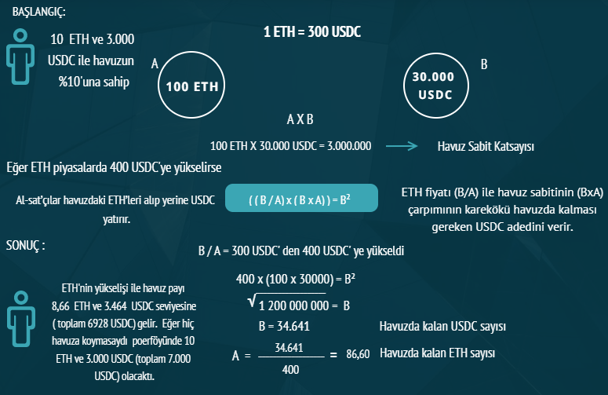 BAŞLANGIÇ:
1 ETH = 300 USDC
10 ETH ve 3.000
USDC ile havuzun
%10'una sahip
A
100 ETH
30.000
USDC
B
A X B
100 ETH X 30.000 USDC = 3.000.000
Havuz Sabit Katsayısı
Eğer ETH piyasalarda 400 USDC'ye yükselirse
Al-sat'çılar havuzdaki ETH'leri alıp yerine USDC
yatırır.
( ( B / A) x ( B x A) ) = B²
ETH fiyatı (B/A) ile havuz sabitinin (BxA)
çarpımının karekökü havuzda kalması
gereken USDC adedini verir.
SONUÇ :
B / A = 300 USDC' den 400 USDC' ye yükseldi
400 x (100 x 30000) = B²
√1 200 000 000 = B
B = 34.641
Havuzda kalan USDC sayısı
A = 34.641 / 400 = 86,60
Havuzda kalan ETH sayısı
ETH'nin yükselişi ile havuz payı
8,66 ETH ve 3.464 USDC seviyesine
( toplam 6928 USDC) gelir. Eğer hiç
havuza koymasaydı poerföyünde 10
ETH ve 3.000 USDC (toplam 7.000
USDC) olacaktı.